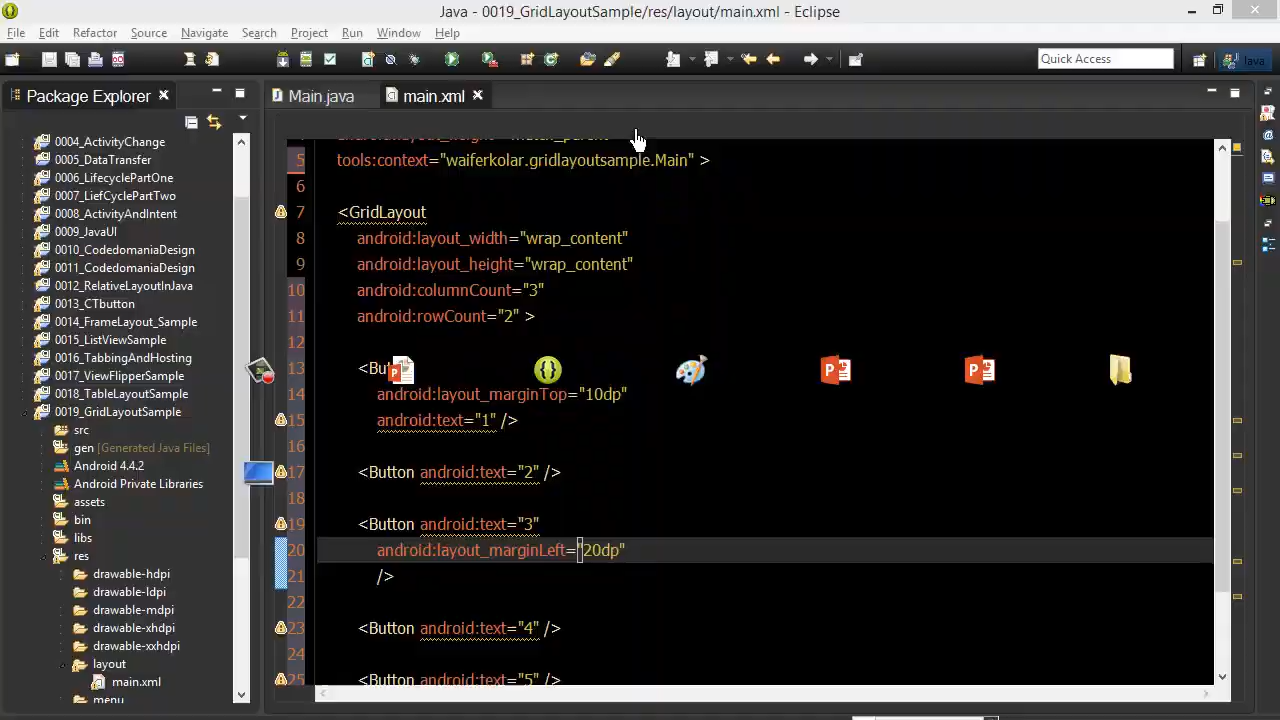 Java - 0019_GridLayoutSample/res/layout/main.xml - Eclipse
File Edit Refactor Source Navigate Search Project Run Window Help
Quick Access
Java
Package Explorer
Main.java
main.xml
0004_ActivityChange
0005_DataTransfer
0006_LifecyclePartOne
0007_LiefCyclePartTwo
0008_ActivityAndIntent
0009_JavaUI
0010_CodedomaniaDesign
0011_CodedomaniaDesign
0012_RelativeLayoutInJava
0013_CTbutton
0014_FrameLayout_Sample
0015_ListViewSample
0016_TabbingAndHosting
0017_ViewFlipperSample
0018_TableLayoutSample
0019_GridLayoutSample
src
gen [Generated Java Files]
Android 4.4.2
Android Private Libraries
assets
bin
libs
res
drawable-hdpi
drawable-ldpi
drawable-mdpi
drawable-xhdpi
drawable-xxhdpi
layout
main.xml
menu
5 tools:context="waiferkolar.gridlayoutsample.Main" >
6
7 <GridLayout
8 android:layout_width="wrap_content"
9 android:layout_height="wrap_content"
10 android:columnCount="3"
11 android:rowCount="2" >
12
13 <But
14 android:layout_marginTop="10dp"
15 android:text="1" />
16
17 <Button android:text="2" />
18
19 <Button android:text="3"
20 android:layout_marginLeft="20dp"
21 />
22
23 <Button android:text="4" />
24
25 <Button android:text="5" />